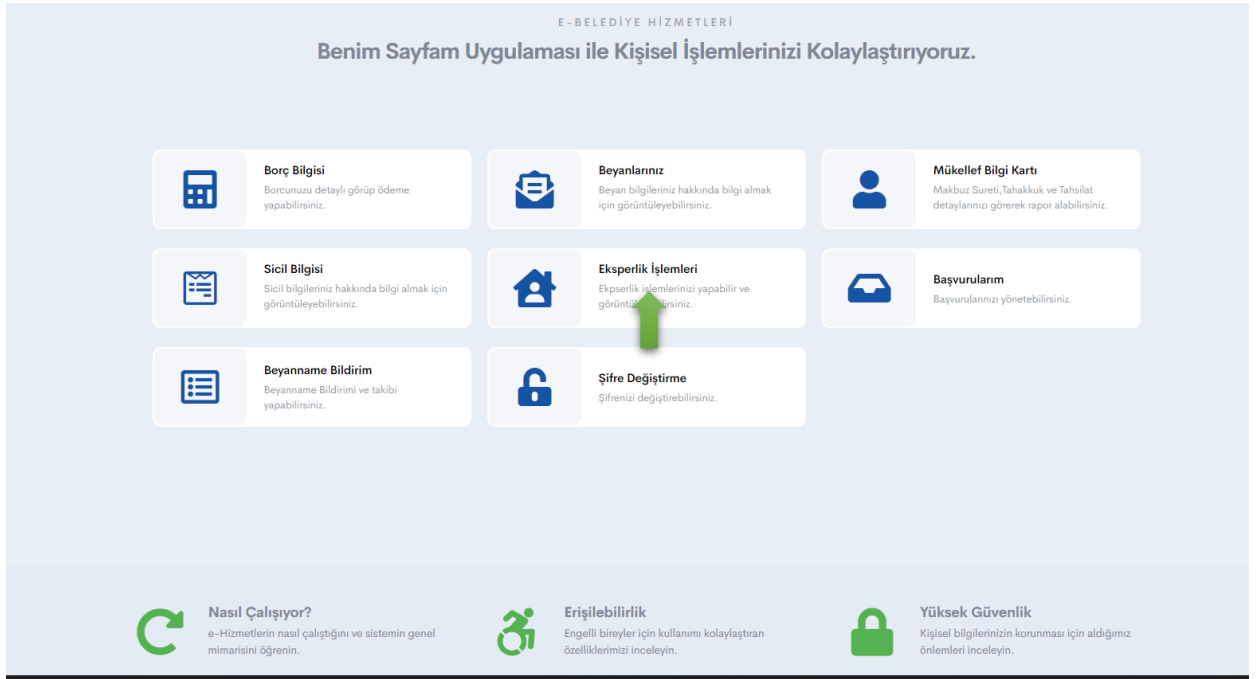 E-BELEDİYE HİZMETLERİ
Benim Sayfam Uygulaması ile Kişisel İşlemlerinizi Kolaylaştırıyoruz.
Borç Bilgisi
Borcunuzu detaylı görüp ödeme
yapabilirsiniz.
Beyanlarınız
Beyan bilgileriniz hakkında bilgi almak
için görüntüleyebilirsiniz.
Mükellef Bilgi Kartı
Makbuz Sureti,Tahakkuk ve Tahsilat
detaylarınızı görerek rapor alabilirsiniz.
Sicil Bilgisi
Sicil bilgileriniz hakkında bilgi almak için
görüntüleyebilirsiniz.
Eksperlik İşlemleri
Ekpserlik işlemlerinizi yapabilir ve
Başvurularım
Başvurularınızı yönetebilirsiniz.
Beyanname Bildirim
Beyanname Bildirimi ve takibi
yapabilirsiniz.
Şifre Değiştirme
Şifrenizi değiştirebilirsiniz.
Nasıl Çalışıyor?
e-Hizmetlerin nasıl çalıştığını ve sistemin genel
mimarisini öğrenin.
Erişilebilirlik
Engelli bireyler için kullanımı kolaylaştıran
özelliklerimizi inceleyin.
Yüksek Güvenlik
Kişisel bilgilerinizin korunması için aldığımız
önlemleri inceleyin.